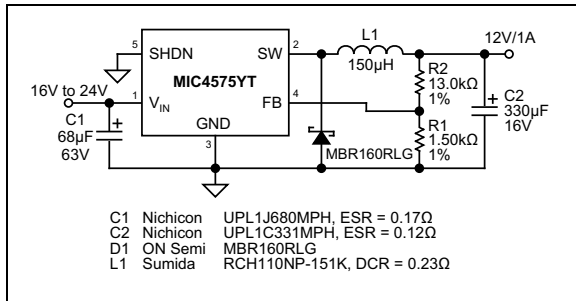 L1
150µH
12V/1A
5
SHDN
SW
2
MIC4575YT
R2
13.0kΩ
1%
16V to 24V
1
VIN
FB
4
C2
330µF
16V
C1
68µF
63V
GND
3
R1
1.50kΩ
1%
MBR160RLG
C1 Nichicon UPL1J680MPH, ESR = 0.17Ω
C2 Nichicon UPL1C331MPH, ESR = 0.12Ω
D1 ON Semi MBR160RLG
L1 Sumida RCH110NP-151K, DCR = 0.23Ω